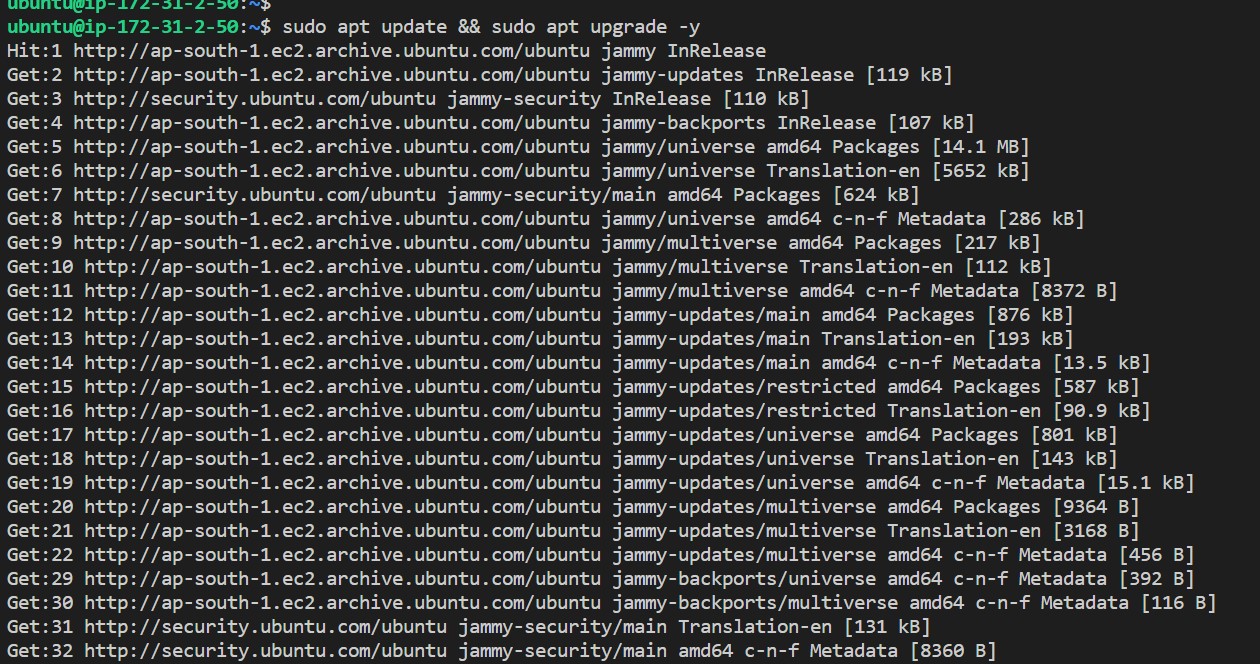 ubuntu@ip-172-31-2-50:~$
ubuntu@ip-172-31-2-50:~$ sudo apt update && sudo apt upgrade -y
Hit:1 http://ap-south-1.ec2.archive.ubuntu.com/ubuntu jammy InRelease
Get:2 http://ap-south-1.ec2.archive.ubuntu.com/ubuntu jammy-updates InRelease [119 kB]
Get:3 http://security.ubuntu.com/ubuntu jammy-security InRelease [110 kB]
Get:4 http://ap-south-1.ec2.archive.ubuntu.com/ubuntu jammy-backports InRelease [107 kB]
Get:5 http://ap-south-1.ec2.archive.ubuntu.com/ubuntu jammy/universe amd64 Packages [14.1 MB]
Get:6 http://ap-south-1.ec2.archive.ubuntu.com/ubuntu jammy/universe Translation-en [5652 kB]
Get:7 http://security.ubuntu.com/ubuntu jammy-security/main amd64 Packages [624 kB]
Get:8 http://ap-south-1.ec2.archive.ubuntu.com/ubuntu jammy/universe amd64 c-n-f Metadata [286 kB]
Get:9 http://ap-south-1.ec2.archive.ubuntu.com/ubuntu jammy/multiverse amd64 Packages [217 kB]
Get:10 http://ap-south-1.ec2.archive.ubuntu.com/ubuntu jammy/multiverse Translation-en [112 kB]
Get:11 http://ap-south-1.ec2.archive.ubuntu.com/ubuntu jammy/multiverse amd64 c-n-f Metadata [8372 B]
Get:12 http://ap-south-1.ec2.archive.ubuntu.com/ubuntu jammy-updates/main amd64 Packages [876 kB]
Get:13 http://ap-south-1.ec2.archive.ubuntu.com/ubuntu jammy-updates/main Translation-en [193 kB]
Get:14 http://ap-south-1.ec2.archive.ubuntu.com/ubuntu jammy-updates/main amd64 c-n-f Metadata [13.5 kB]
Get:15 http://ap-south-1.ec2.archive.ubuntu.com/ubuntu jammy-updates/restricted amd64 Packages [587 kB]
Get:16 http://ap-south-1.ec2.archive.ubuntu.com/ubuntu jammy-updates/restricted Translation-en [90.9 kB]
Get:17 http://ap-south-1.ec2.archive.ubuntu.com/ubuntu jammy-updates/universe amd64 Packages [801 kB]
Get:18 http://ap-south-1.ec2.archive.ubuntu.com/ubuntu jammy-updates/universe Translation-en [143 kB]
Get:19 http://ap-south-1.ec2.archive.ubuntu.com/ubuntu jammy-updates/universe amd64 c-n-f Metadata [15.1 kB]
Get:20 http://ap-south-1.ec2.archive.ubuntu.com/ubuntu jammy-updates/multiverse amd64 Packages [9364 B]
Get:21 http://ap-south-1.ec2.archive.ubuntu.com/ubuntu jammy-updates/multiverse Translation-en [3168 B]
Get:22 http://ap-south-1.ec2.archive.ubuntu.com/ubuntu jammy-updates/multiverse amd64 c-n-f Metadata [456 B]
Get:29 http://ap-south-1.ec2.archive.ubuntu.com/ubuntu jammy-backports/universe amd64 c-n-f Metadata [392 B]
Get:30 http://ap-south-1.ec2.archive.ubuntu.com/ubuntu jammy-backports/multiverse amd64 c-n-f Metadata [116 B]
Get:31 http://security.ubuntu.com/ubuntu jammy-security/main Translation-en [131 kB]
Get:32 http://security.ubuntu.com/ubuntu jammy-security/main amd64 c-n-f Metadata [8360 B]